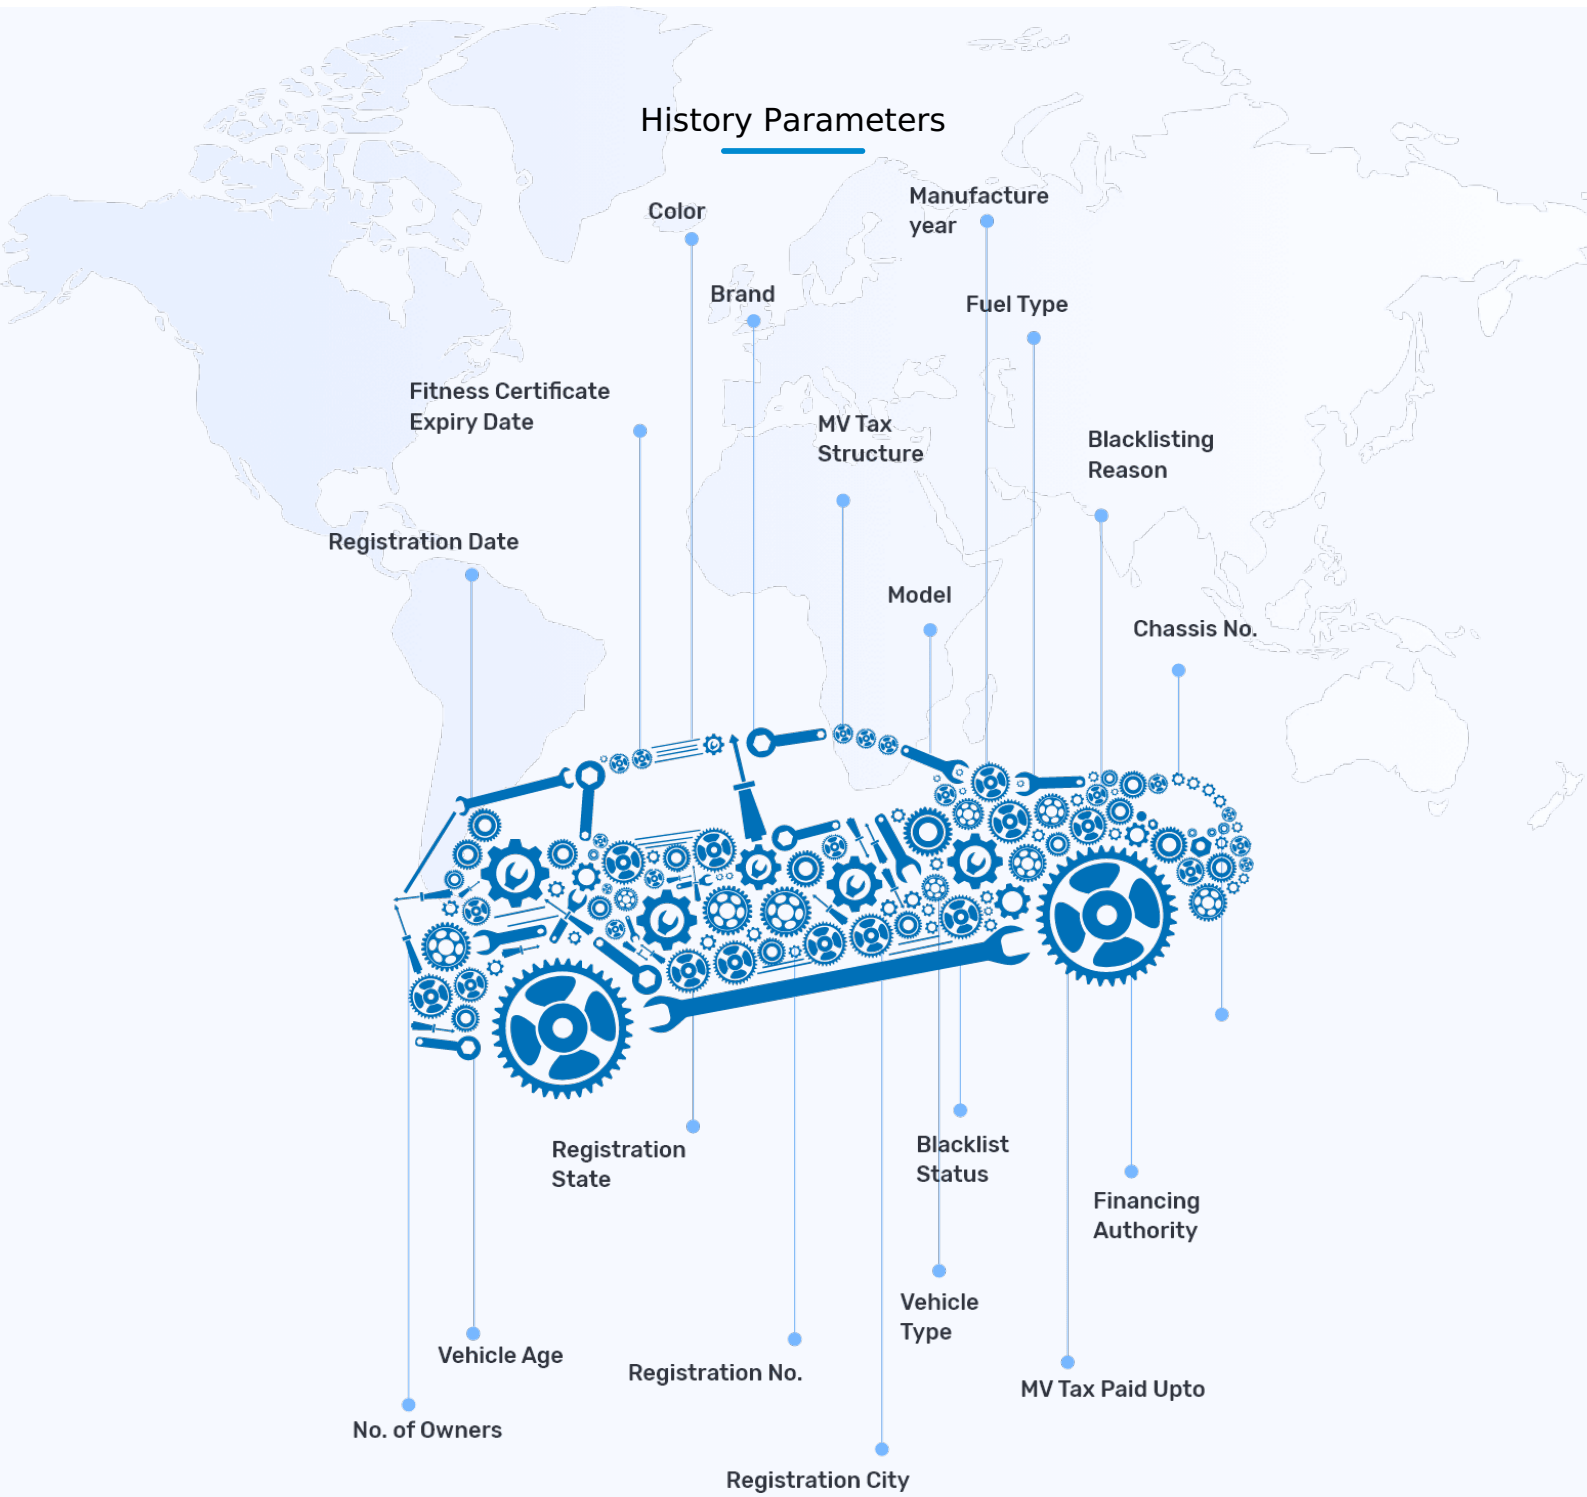 History Parameters
Manufacture
year
Color
Brand
Fuel Type
Fitness Certificate
Expiry Date
MV Tax
Structure
Blacklisting
Reason
Registration Date
Model
Chassis No.
Registration
State
Blacklist
Status
Financing
Authority
Vehicle
Type
Vehicle Age
Registration No.
MV Tax Paid Upto
No. of Owners
Registration City